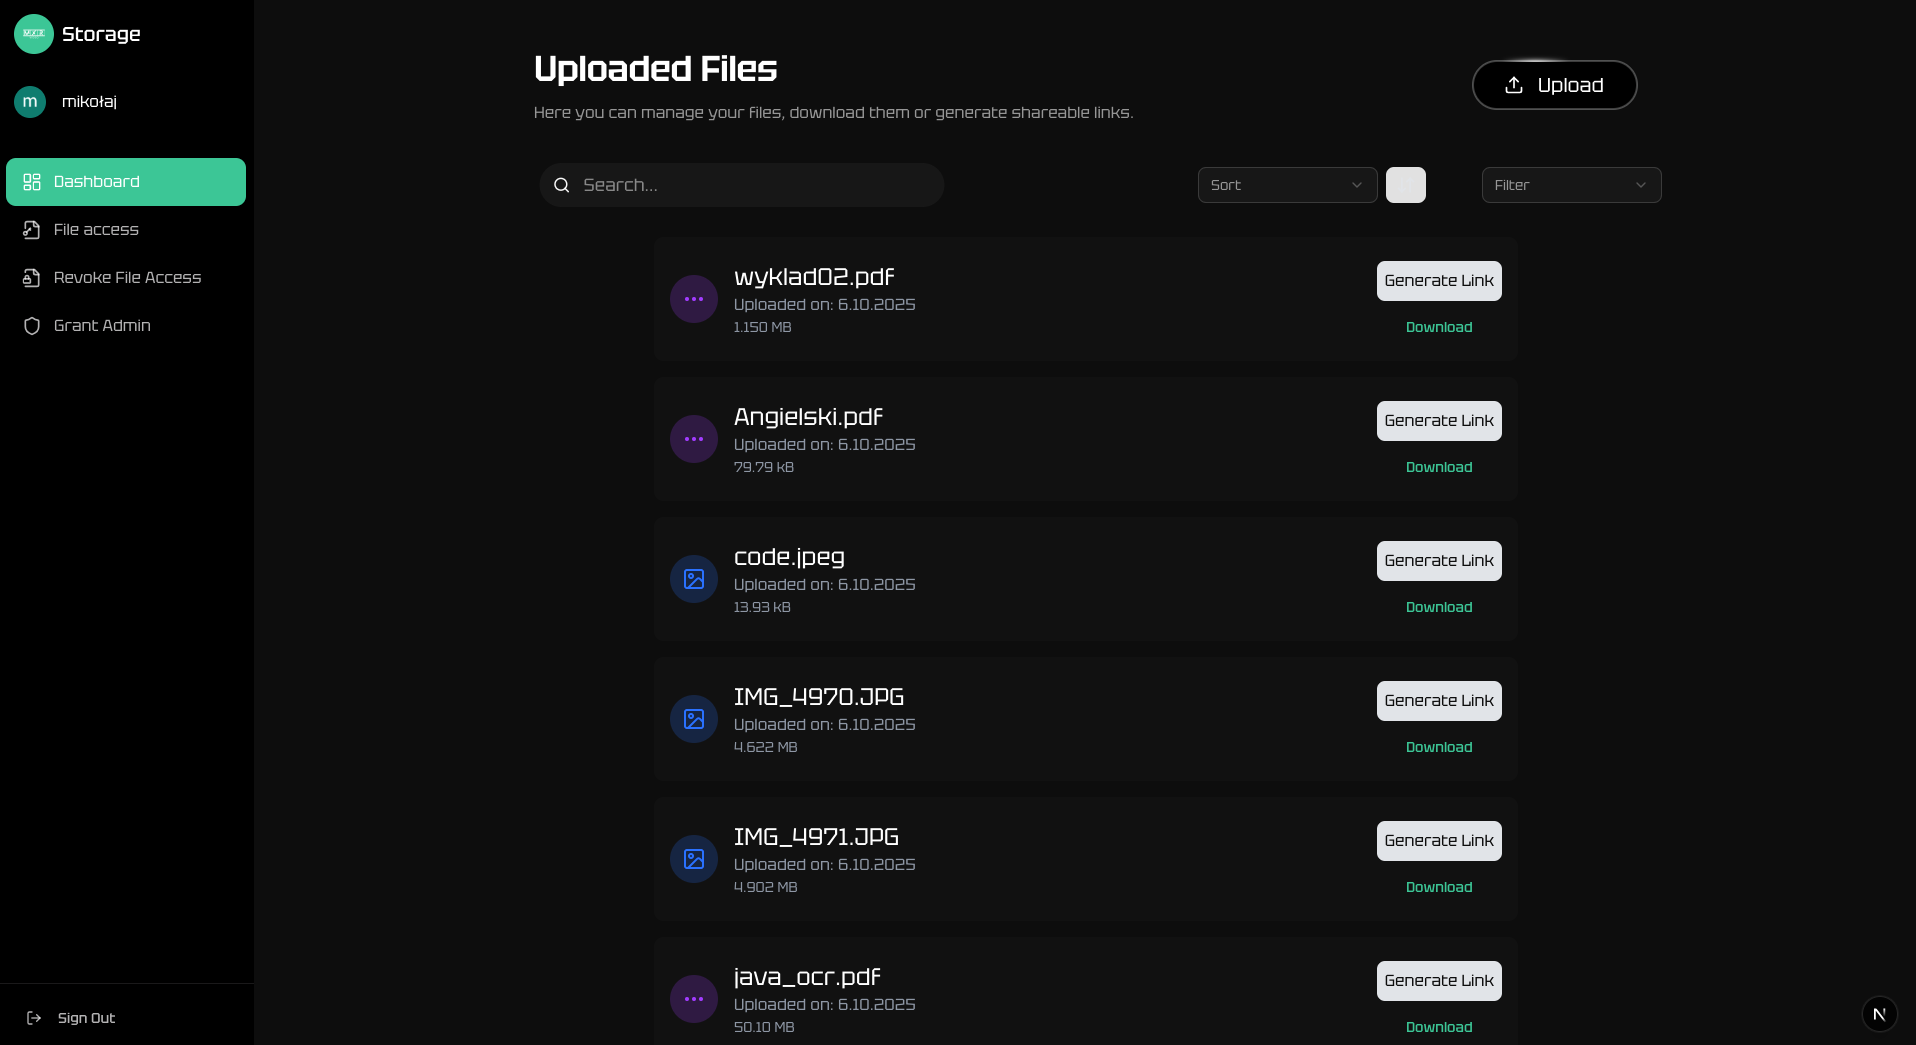 Storage
m
mikołaj
Dashboard
File access
Revoke File Access
Grant Admin
Sign Out
Uploaded Files
Here you can manage your files, download them or generate shareable links.
Upload
Search...
Sort
Filter
wyklad02.pdf
Uploaded on: 6.10.2025
1.150 MB
Generate Link
Download
Angielski.pdf
Uploaded on: 6.10.2025
79.79 kB
Generate Link
Download
code.jpeg
Uploaded on: 6.10.2025
13.93 kB
Generate Link
Download
IMG_4970.JPG
Uploaded on: 6.10.2025
4.622 MB
Generate Link
Download
IMG_4971.JPG
Uploaded on: 6.10.2025
4.902 MB
Generate Link
Download
java_ocr.pdf
Uploaded on: 6.10.2025
50.10 MB
Generate Link
Download
N